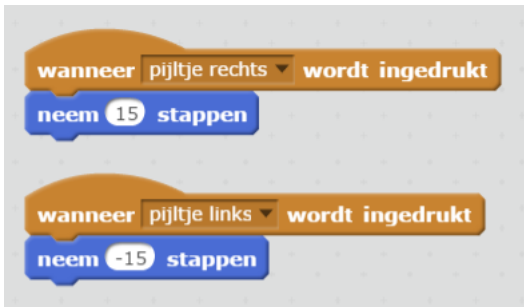 wanneer pijltje rechts wordt ingedrukt
neem 15 stappen
wanneer pijltje links wordt ingedrukt
neem -15 stappen